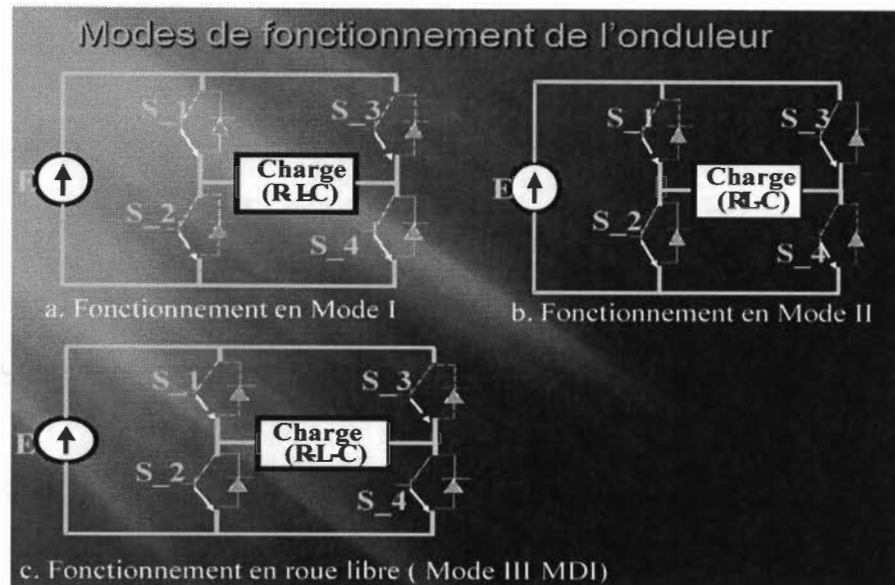 Modes de fonctionnement de l'onduleur
S_1
S_3
E
Charge
(R-L-C)
S_2
S_4
a. Fonctionnement en Mode I
S_1
S_3
E
Charge
(R-L-C)
S_2
S_4
b. Fonctionnement en Mode II
S_1
S_3
E
Charge
(R-L-C)
S_2
S_4
c. Fonctionnement en roue libre ( Mode III MDI)